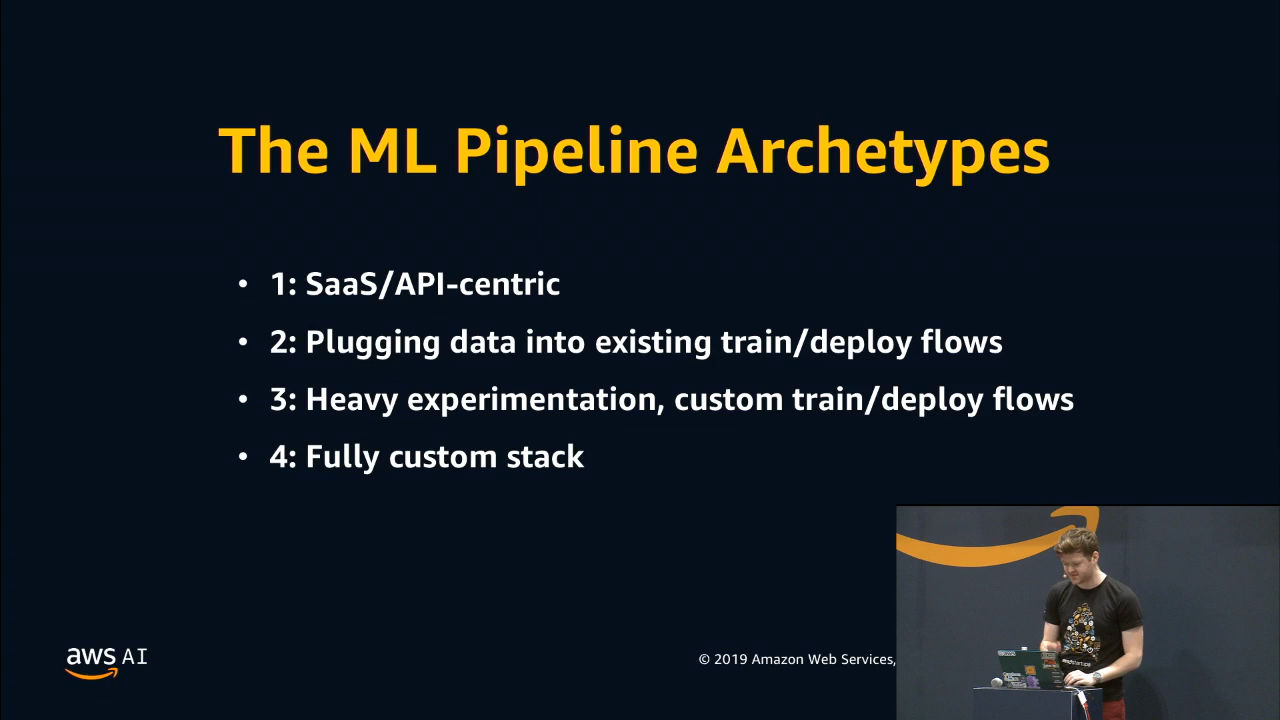 The ML Pipeline Archetypes
• 1: SaaS/API-centric
• 2: Plugging data into existing train/deploy flows
• 3: Heavy experimentation, custom train/deploy flows
• 4: Fully custom stack
aws AI
© 2019 Amazon Web Services,